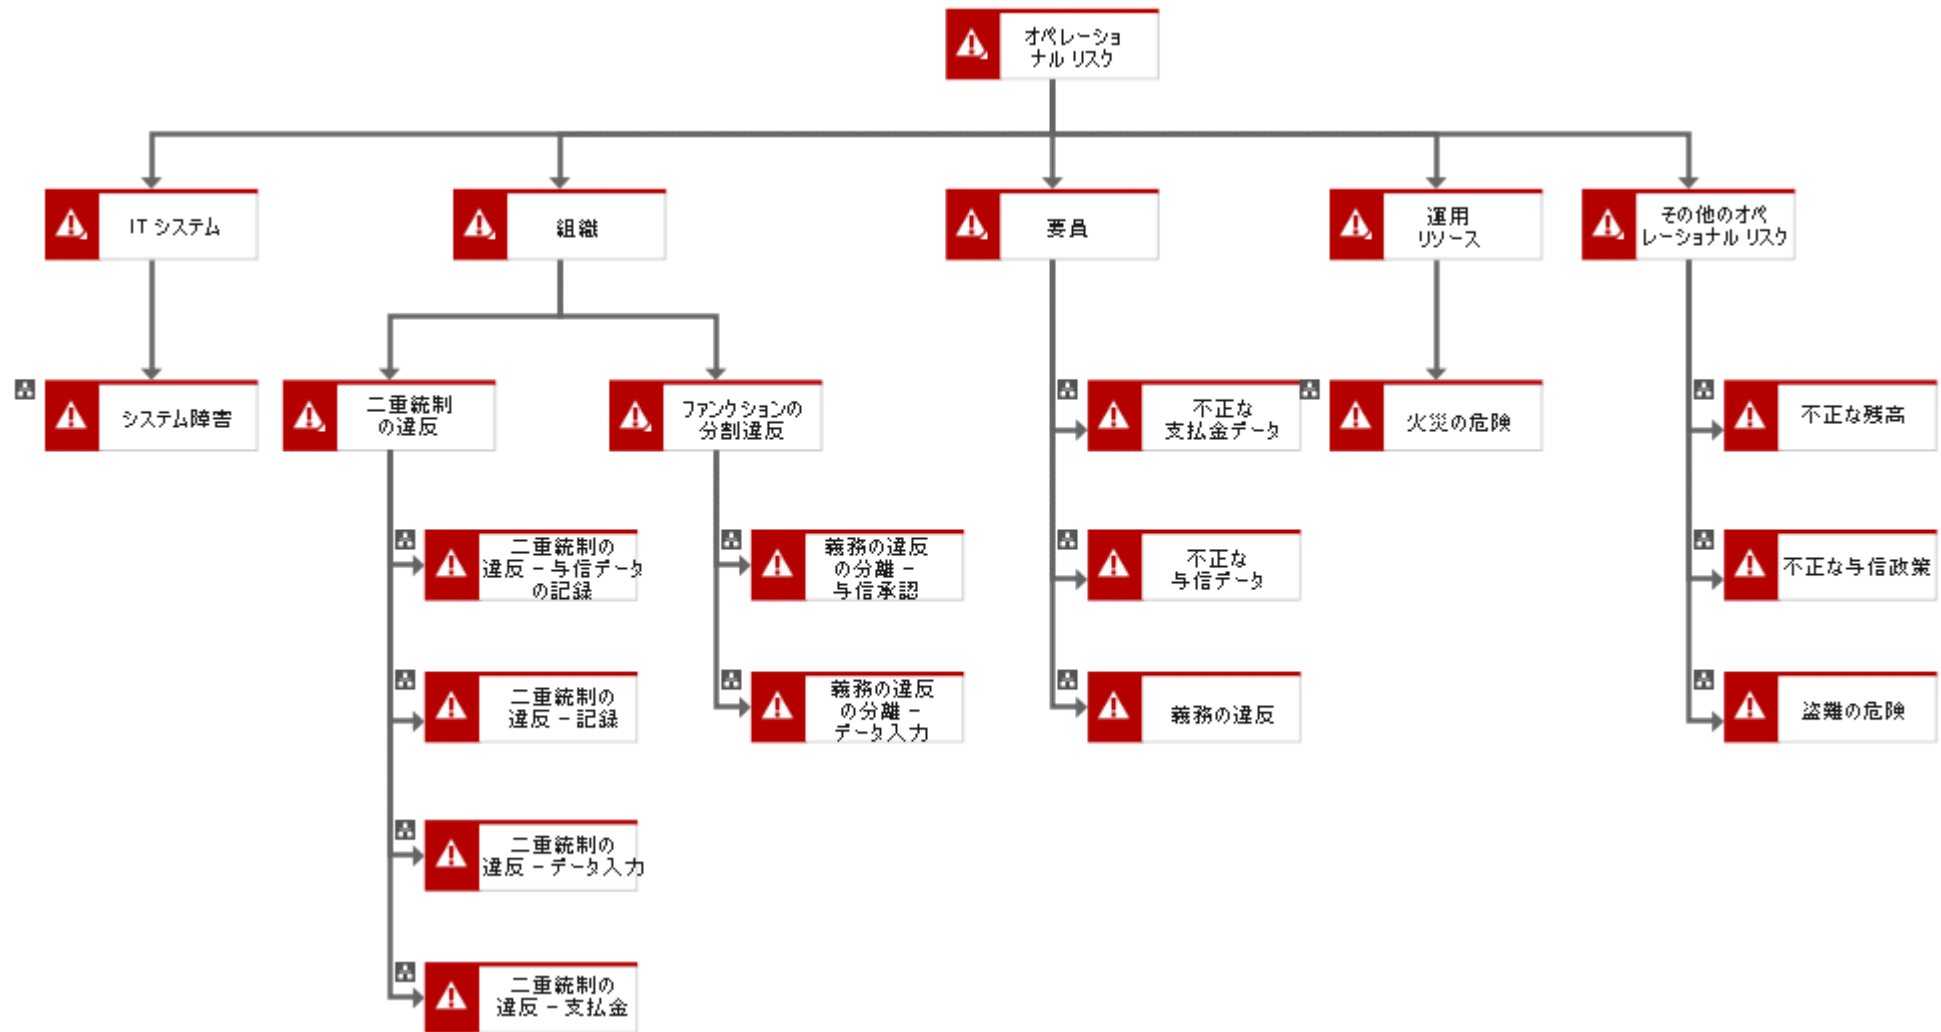 オペレーショ
ナル リスク
IT システム
組織
要員
運用
リソース
その他のオペ
レーショナル リスク
システム障害
二重統制
の違反
ファンクションの
分割違反
不正な
支払金データ
火災の危険
不正な残高
二重統制の
違反 – 与信データ
の記録
義務の違反
の分離 –
与信承認
不正な
与信データ
不正な与信政策
二重統制の
違反 – 記録
義務の違反
の分離 –
データ入力
義務の違反
盗難の危険
二重統制の
違反 – データ入力
二重統制の
違反 – 支払金